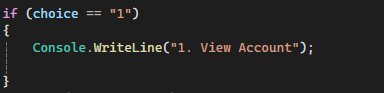 if (choice == "1")
{
    Console.WriteLine("1. View Account");
}